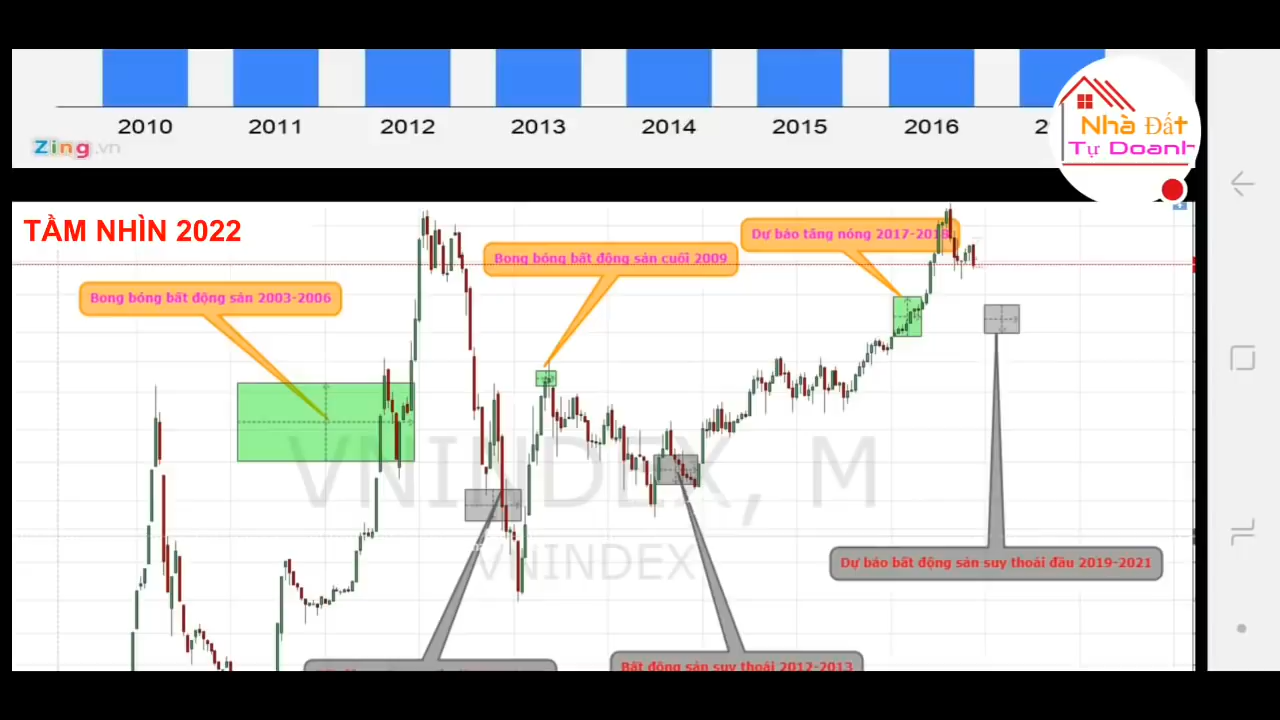 2010 2011 2012 2013 2014 2015 2016 2
Zing.vn
Nhà Đất
Tự Doanh
TẦM NHÌN 2022
Dự báo tăng nóng 2017-2018
Bong bóng bất động sản cuối 2009
Bong bóng bất động sản 2003-2006
VNINDEX, M
VNINDEX
Dự báo bất động sản suy thoái đầu 2019-2021
Bất động sản suy thoái 2012-2013